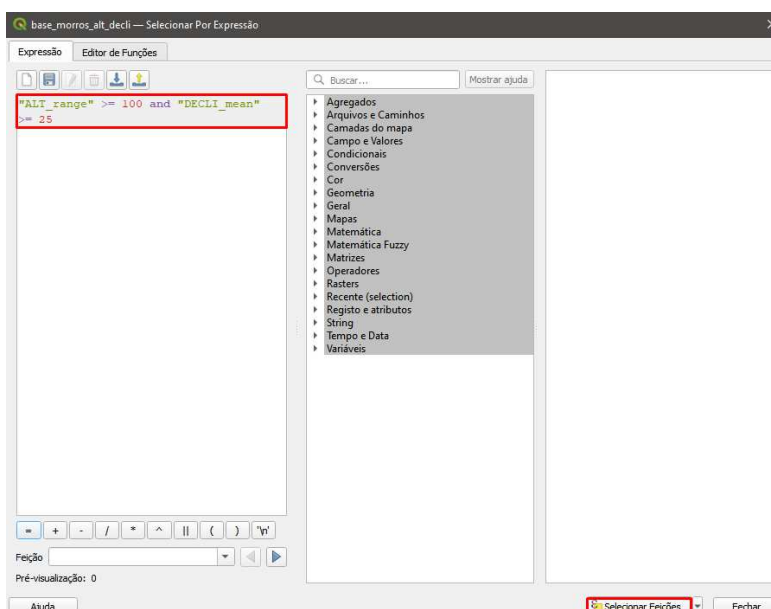 base_morros_alt_decli — Selecionar Por Expressão
Expressão Editor de Funções
Buscar... Mostrar ajuda
"ALT_range" >= 100 and "DECLI_mean"
>= 25
Agregados
Arquivos e Caminhos
Camadas do mapa
Campo e Valores
Condicionais
Conversões
Cor
Geometria
Geral
Mapas
Matemática
Matemática Fuzzy
Matrizes
Operadores
Rasters
Recente (selection)
Registo e atributos
String
Tempo e Data
Variáveis
= + - / * ^ || ( ) '\n'
Feição
Pré-visualização: 0
Ajuda Selecionar Feições Fechar